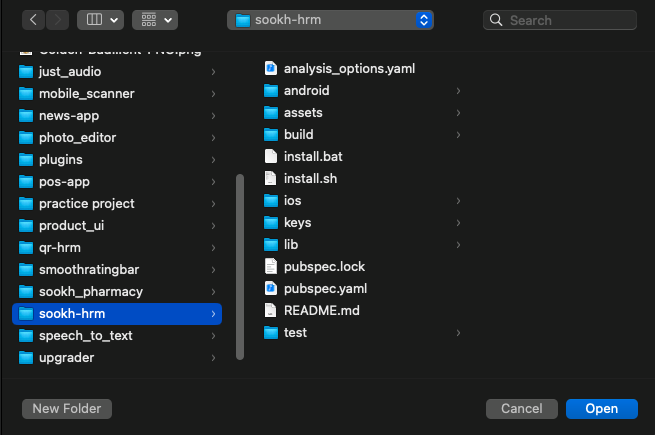 sookh-hrm
Search
just_audio
mobile_scanner
news-app
photo_editor
plugins
pos-app
practice project
product_ui
qr-hrm
smoothratingbar
sookh_pharmacy
sookh-hrm
speech_to_text
upgrader
analysis_options.yaml
android
assets
build
install.bat
install.sh
ios
keys
lib
pubspec.lock
pubspec.yaml
README.md
test
New Folder
Cancel
Open